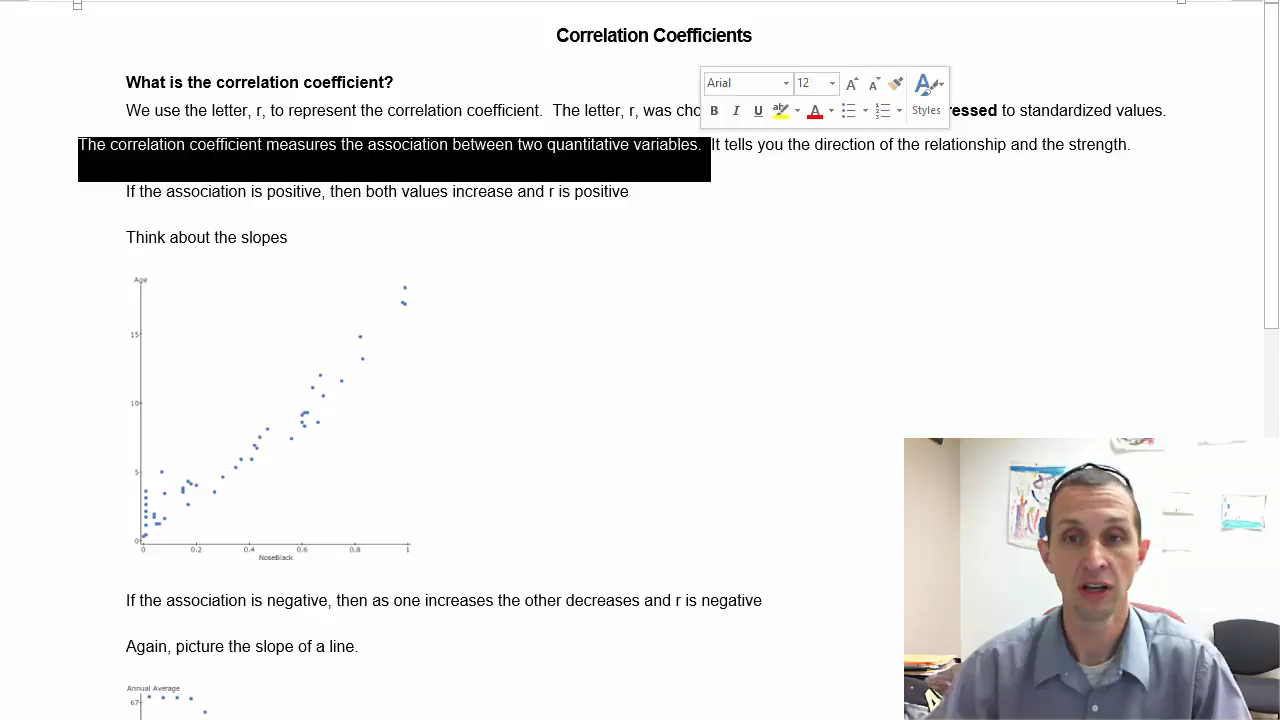 Correlation Coefficients
What is the correlation coefficient?
Arial 12
We use the letter, r, to represent the correlation coefficient. The letter, r, was cho
B I U Styles
ressed to standardized values.
The correlation coefficient measures the association between two quantitative variables. It tells you the direction of the relationship and the strength.
If the association is positive, then both values increase and r is positive
Think about the slopes
Age
15
10
5
0
0 0.2 0.4 0.6 0.8 1
NoseBlack
If the association is negative, then as one increases the other decreases and r is negative
Again, picture the slope of a line.
Annual Average
67